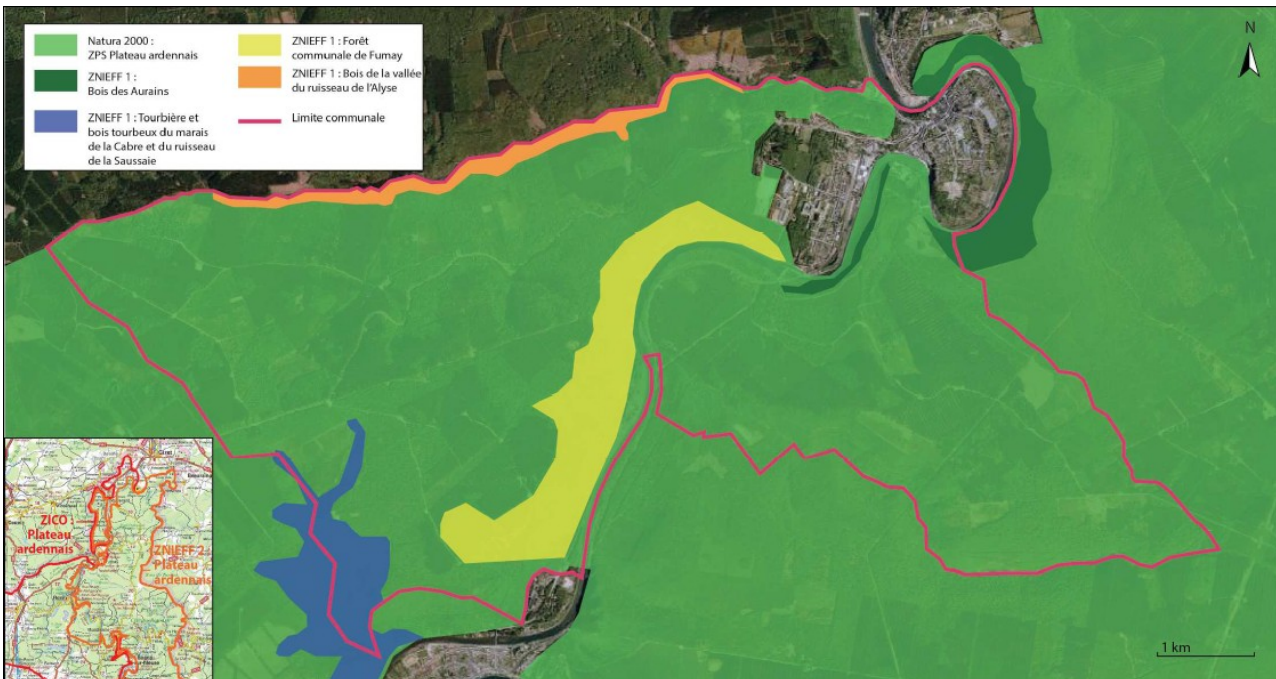 Natura 2000 :
ZPS Plateau ardennais
ZNIEFF 1 :
Bois des Aurains
ZNIEFF 1 : Tourbière et
bois tourbeux du marais
de la Cabre et du ruisseau
de la Saussaie
ZNIEFF 1 : Forêt
communale de Fumay
ZNIEFF 1 : Bois de la vallée
du ruisseau de l'Alyse
Limite communale
N
ZICO :
Plateau
ardennais
ZNIEFF 2 :
Plateau
ardennais
1 km